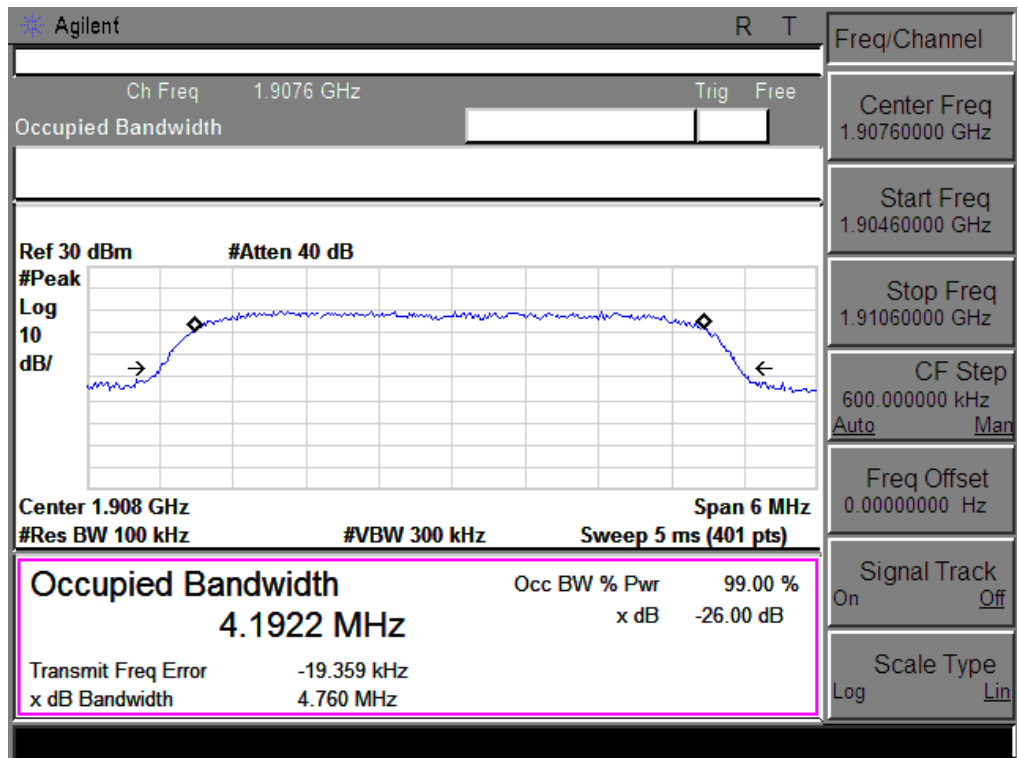 Agilent R T
Freq/Channel
Ch Freq 1.9076 GHz Trig Free
Occupied Bandwidth
Center Freq
1.90760000 GHz
Start Freq
1.90460000 GHz
Stop Freq
1.91060000 GHz
CF Step
600.000000 kHz
Auto Man
Freq Offset
0.00000000 Hz
Signal Track
On Off
Scale Type
Log Lin
Ref 30 dBm #Atten 40 dB
#Peak
Log
10
dB/
Center 1.908 GHz Span 6 MHz
#Res BW 100 kHz #VBW 300 kHz Sweep 5 ms (401 pts)
Occupied Bandwidth
4.1922 MHz
Occ BW % Pwr 99.00 %
x dB -26.00 dB
Transmit Freq Error -19.359 kHz
x dB Bandwidth 4.760 MHz